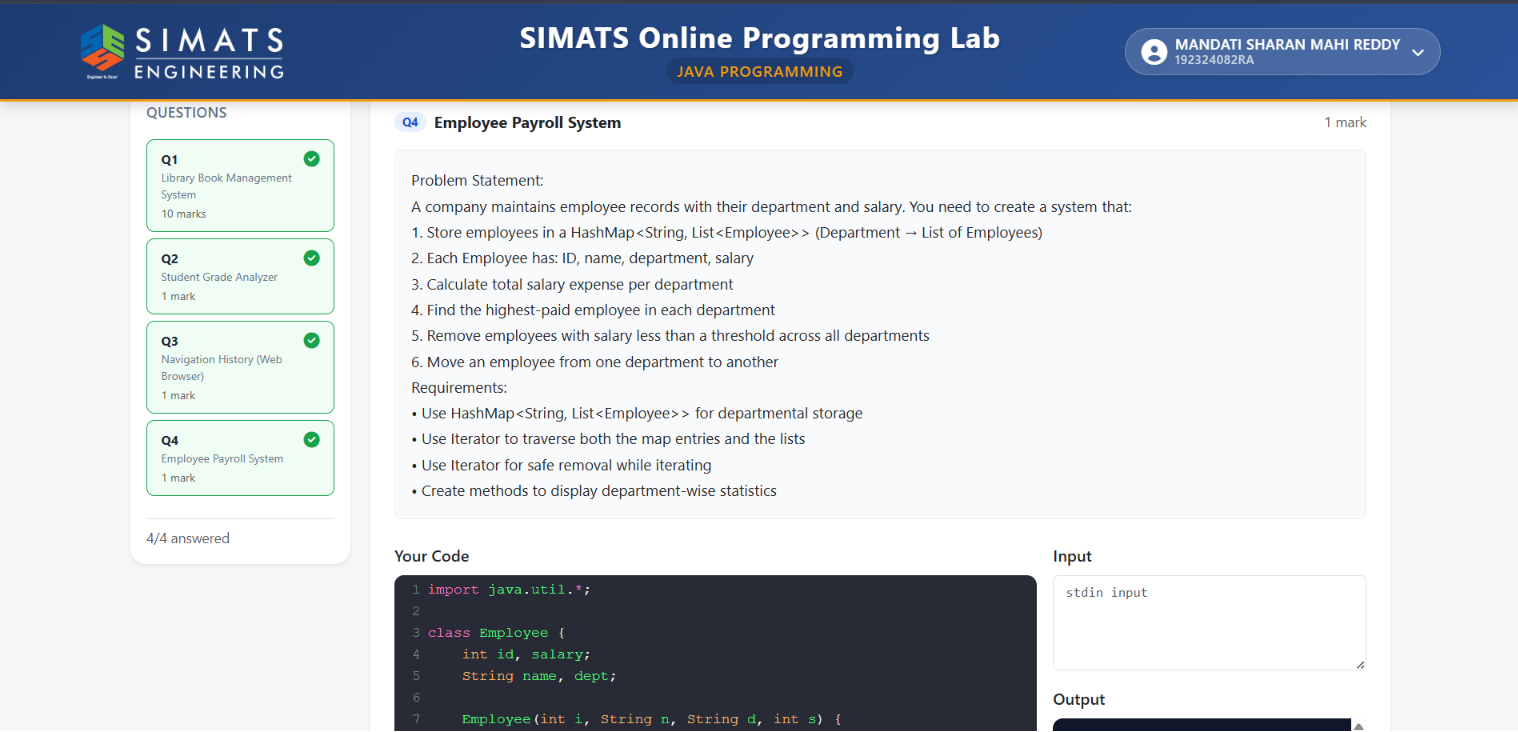 SIMATS
ENGINEERING
Engineer to Excel
SIMATS Online Programming Lab
JAVA PROGRAMMING
MANDATI SHARAN MAHI REDDY
192324082RA
QUESTIONS
Q1
Library Book Management
System
10 marks
Q2
Student Grade Analyzer
1 mark
Q3
Navigation History (Web
Browser)
1 mark
Q4
Employee Payroll System
1 mark
4/4 answered
Q4 Employee Payroll System 1 mark
Problem Statement:
A company maintains employee records with their department and salary. You need to create a system that:
1. Store employees in a HashMap<String, List<Employee>> (Department → List of Employees)
2. Each Employee has: ID, name, department, salary
3. Calculate total salary expense per department
4. Find the highest-paid employee in each department
5. Remove employees with salary less than a threshold across all departments
6. Move an employee from one department to another
Requirements:
• Use HashMap<String, List<Employee>> for departmental storage
• Use Iterator to traverse both the map entries and the lists
• Use Iterator for safe removal while iterating
• Create methods to display department-wise statistics
Your Code
1 import java.util.*;
2
3 class Employee {
4 int id, salary;
5 String name, dept;
6
7 Employee(int i, String n, String d, int s) {
Input
stdin input
Output